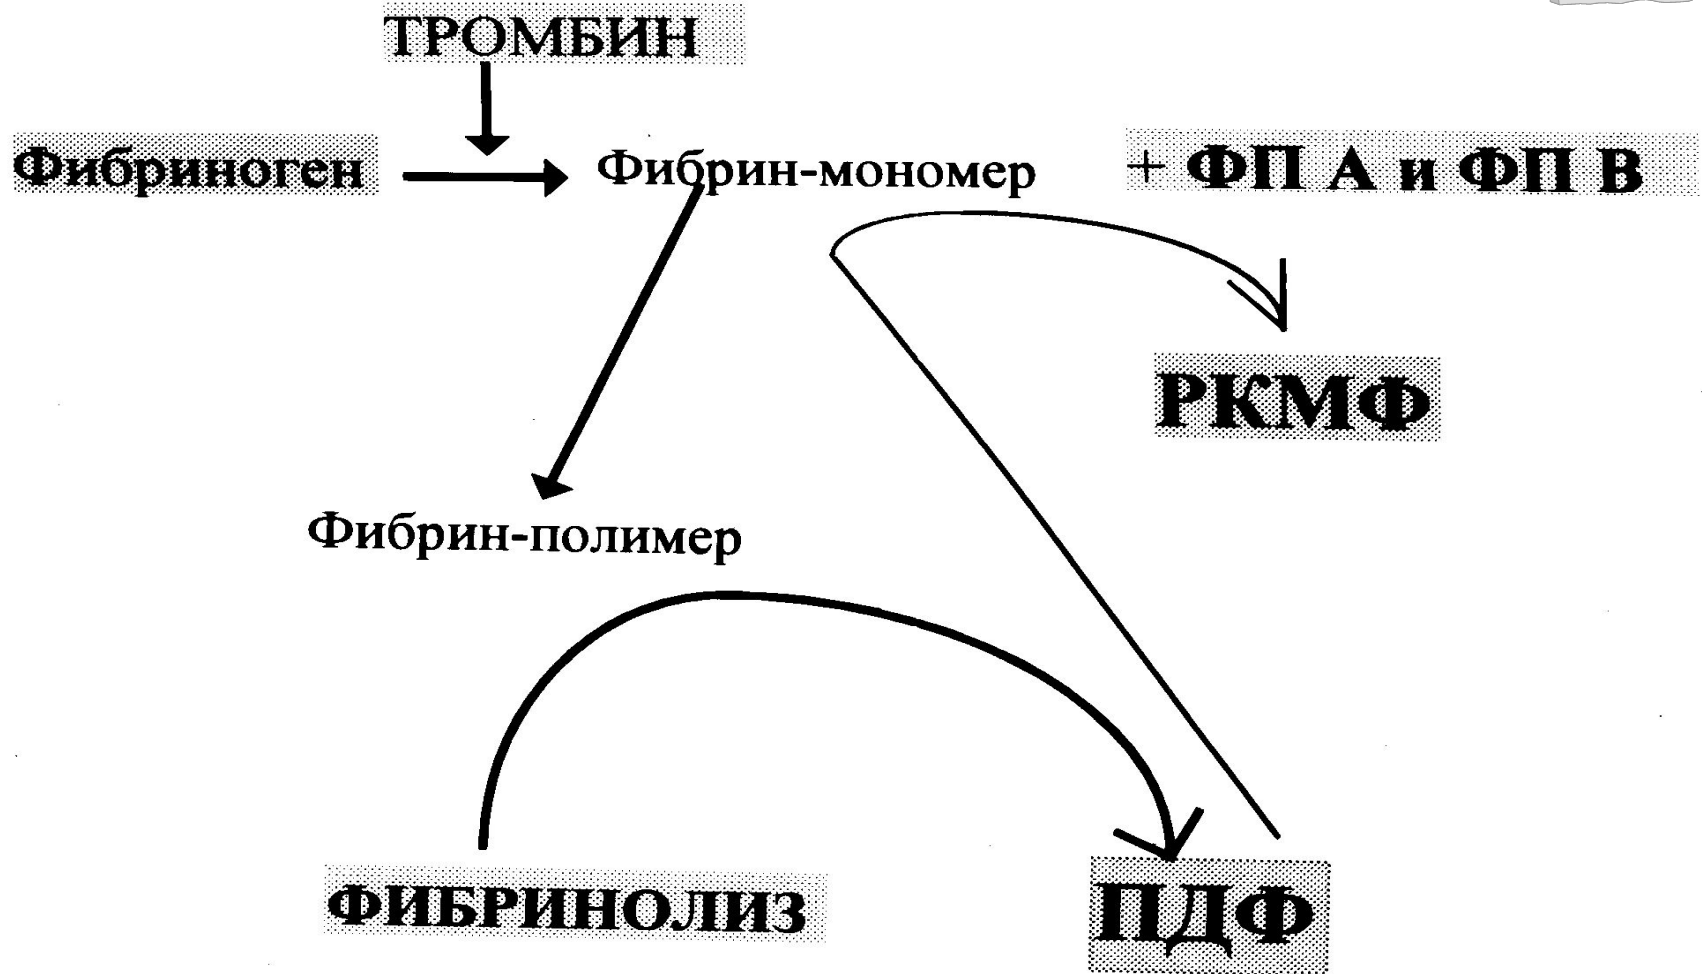 ТРОМБИН
Фибриноген
Фибрин-мономер
+ ФП А и ФП В
РКМФ
Фибрин-полимер
ФИБРИНОЛИЗ
ПДФ